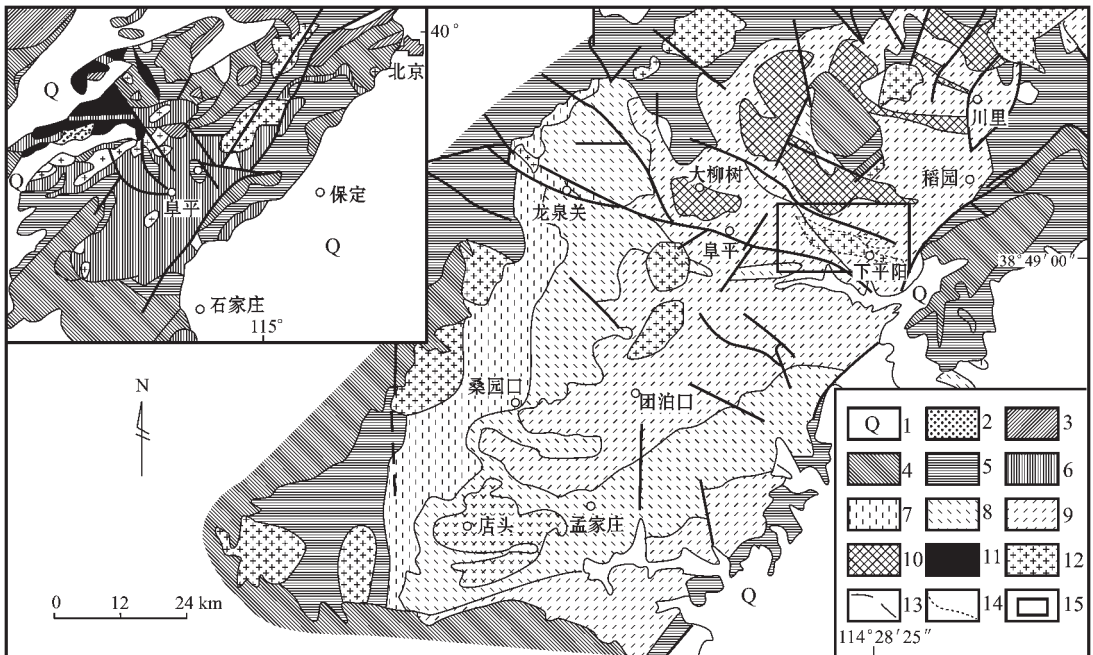 40°
北京
Q
Q
阜平
保定
Q
石家庄
115°
川里
稻园
大柳树
龙泉关
阜平
下平阳
38°49′00″
Q
桑园口
团泊口
N
店头
孟家庄
Q
0 12 24 km
Q 1 2 3
4 5 6
7 8 9
10 11 12
13 14 15
114°28′25″